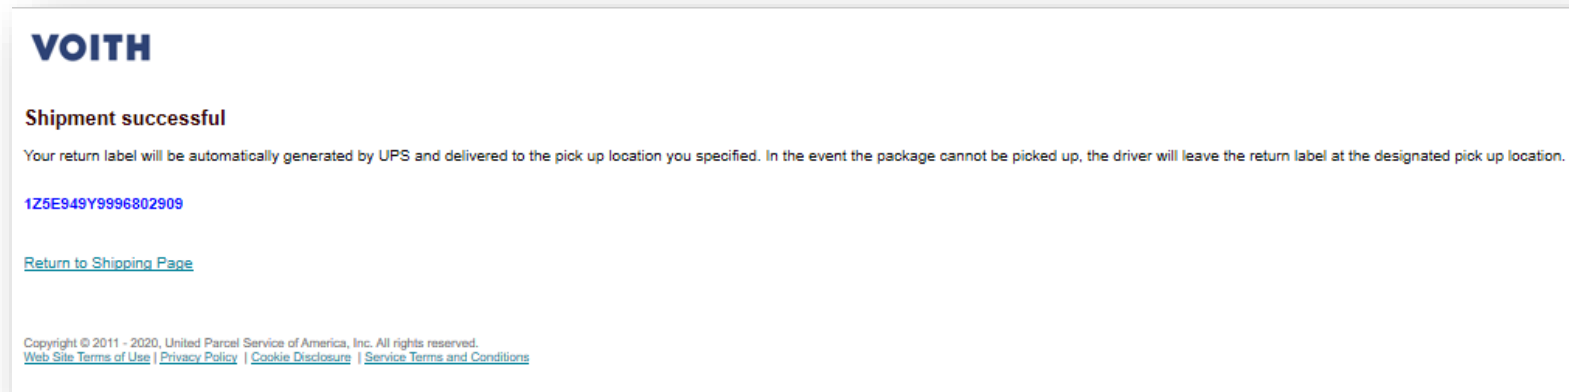 VOITH
Shipment successful
Your return label will be automatically generated by UPS and delivered to the pick up location you specified. In the event the package cannot be picked up, the driver will leave the return label at the designated pick up location.
1Z5E949Y9996802909
Return to Shipping Page
Copyright © 2011 - 2020, United Parcel Service of America, Inc. All rights reserved.
Web Site Terms of Use | Privacy Policy | Cookie Disclosure | Service Terms and Conditions